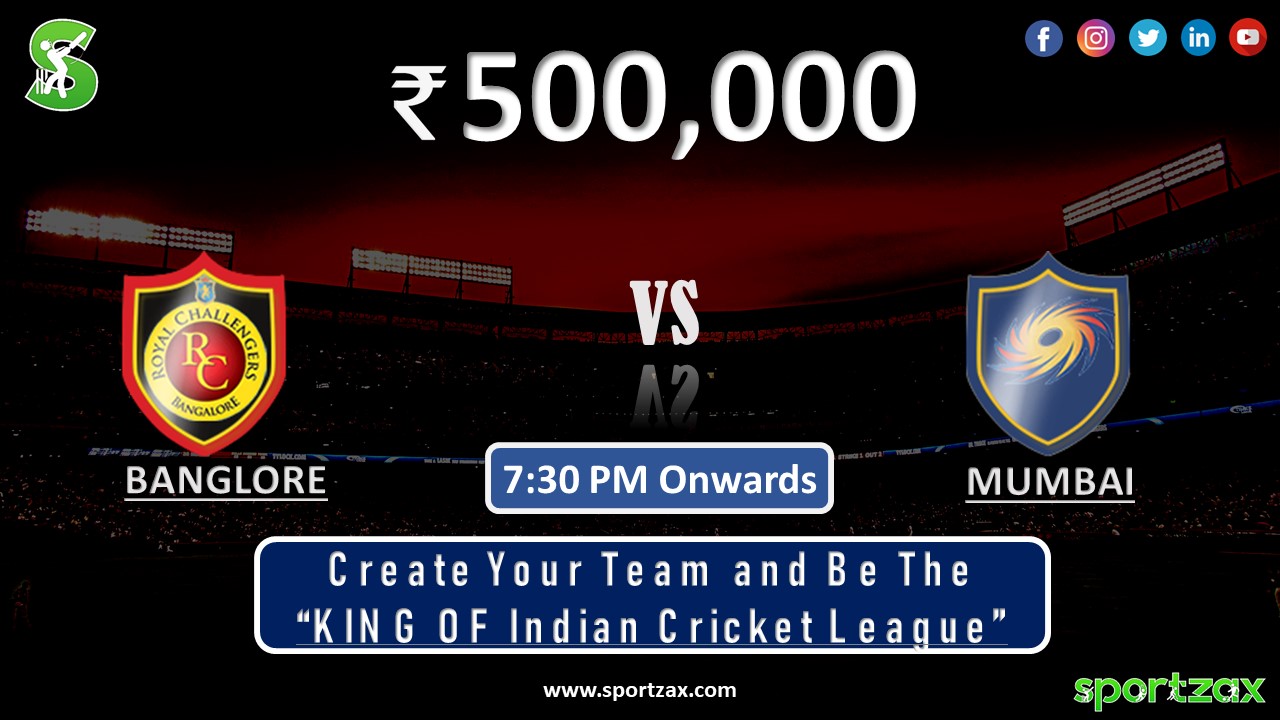 ₹500,000
VS
ROYAL CHALLENGERS
RC
BANGALORE
BANGLORE
7:30 PM Onwards
MUMBAI
Create Your Team and Be The
“KING OF Indian Cricket League”
www.sportzax.com
sportzax